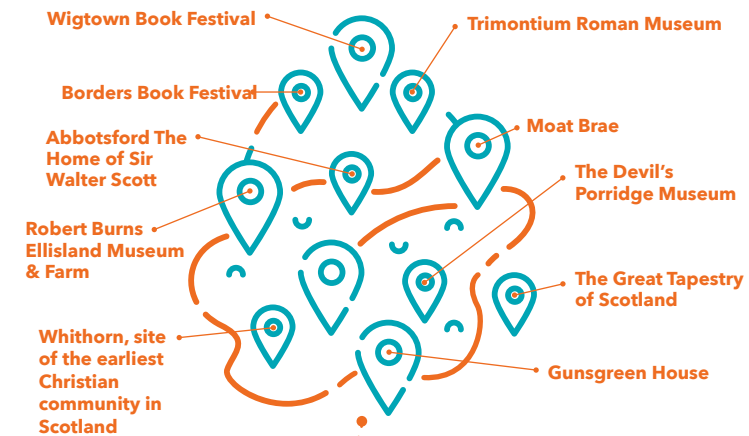 Wigtown Book Festival
Trimontium Roman Museum
Borders Book Festival
Moat Brae
Abbotsford The
Home of Sir
Walter Scott
The Devil's
Porridge Museum
Robert Burns
Ellisland Museum
& Farm
The Great Tapestry
of Scotland
Whithorn, site
of the earliest
Christian
community in
Scotland
Gunsgreen House